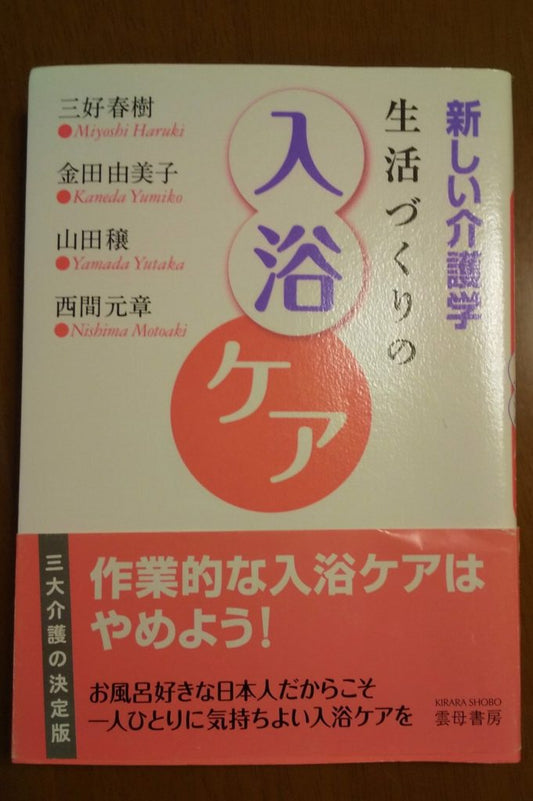 新しい介護学
生活づくりの
入浴
ケア
三好春樹
●Miyoshi Haruki
金田由美子
●Kaneda Yumiko
山田穣
●Yamada Yutaka
西間元章
●Nishima Motoaki
三大介護の決定版
作業的な入浴ケアは
やめよう!
お風呂好きな日本人だからこそ
一人ひとりに気持ちよい入浴ケアを
KIRARA SHOBO
雲母書房